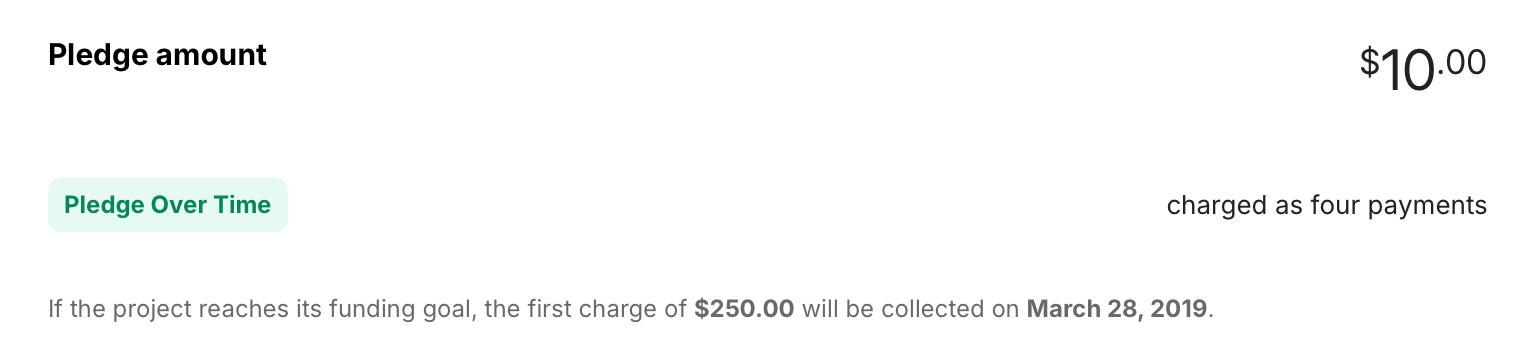 Pledge amount $10.00
Pledge Over Time charged as four payments
If the project reaches its funding goal, the first charge of $250.00 will be collected on March 28, 2019.